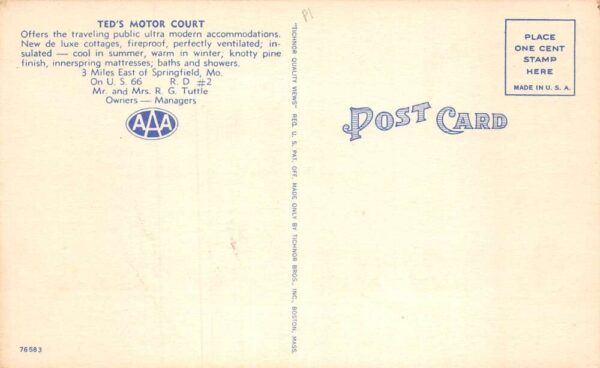 TED'S MOTOR COURT
Offers the traveling public ultra modern accommodations.
New de luxe cottages, fireproof, perfectly ventilated; in-
sulated — cool in summer, warm in winter; knotty pine
finish, innerspring mattresses; baths and showers.
3 Miles East of Springfield, Mo.
On U. S. 66 R. D #2
Mr. and Mrs. R. G. Tuttle
Owners — Managers
AAA
76583
"TICHNOR QUALITY VIEWS" REG. U. S. PAT. OFF. MADE ONLY BY TICHNOR BROS., INC., BOSTON, MASS.
POST CARD
PLACE
ONE CENT
STAMP
HERE
MADE IN U. S. A.